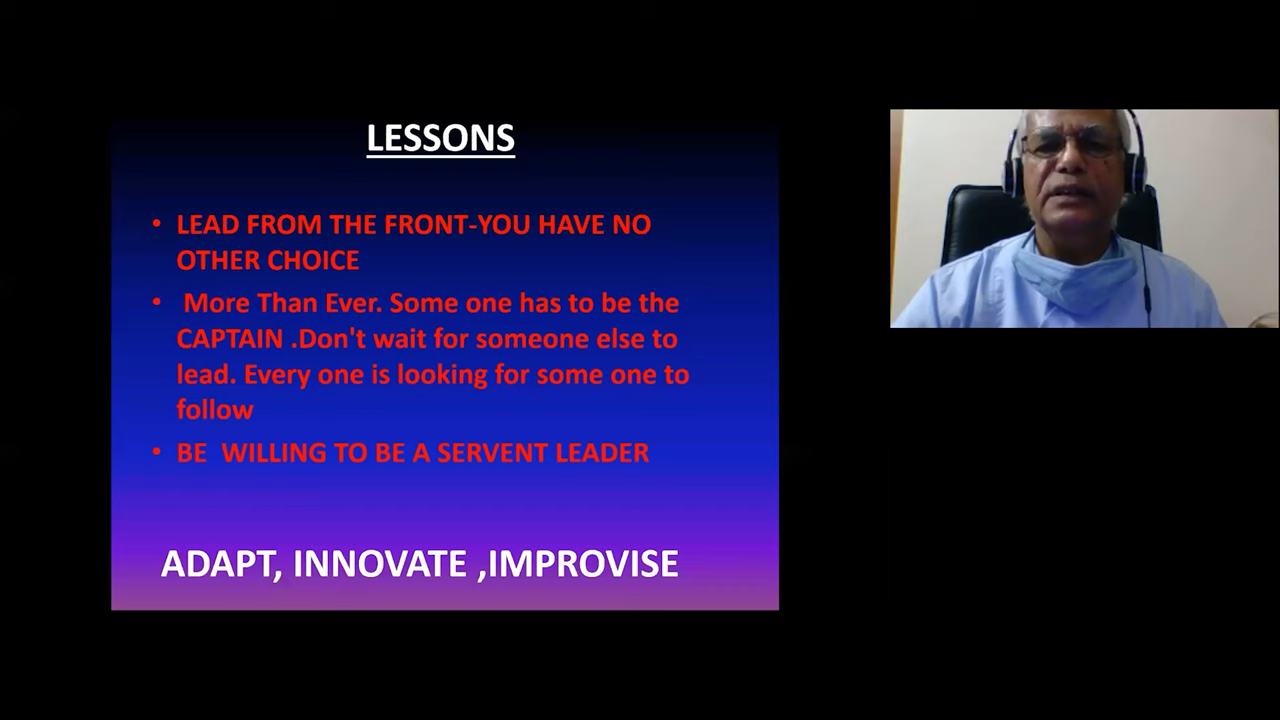 LESSONS
• LEAD FROM THE FRONT-YOU HAVE NO
OTHER CHOICE
• More Than Ever. Some one has to be the
CAPTAIN .Don't wait for someone else to
lead. Every one is looking for some one to
follow
• BE  WILLING TO BE A SERVENT LEADER
ADAPT, INNOVATE ,IMPROVISE